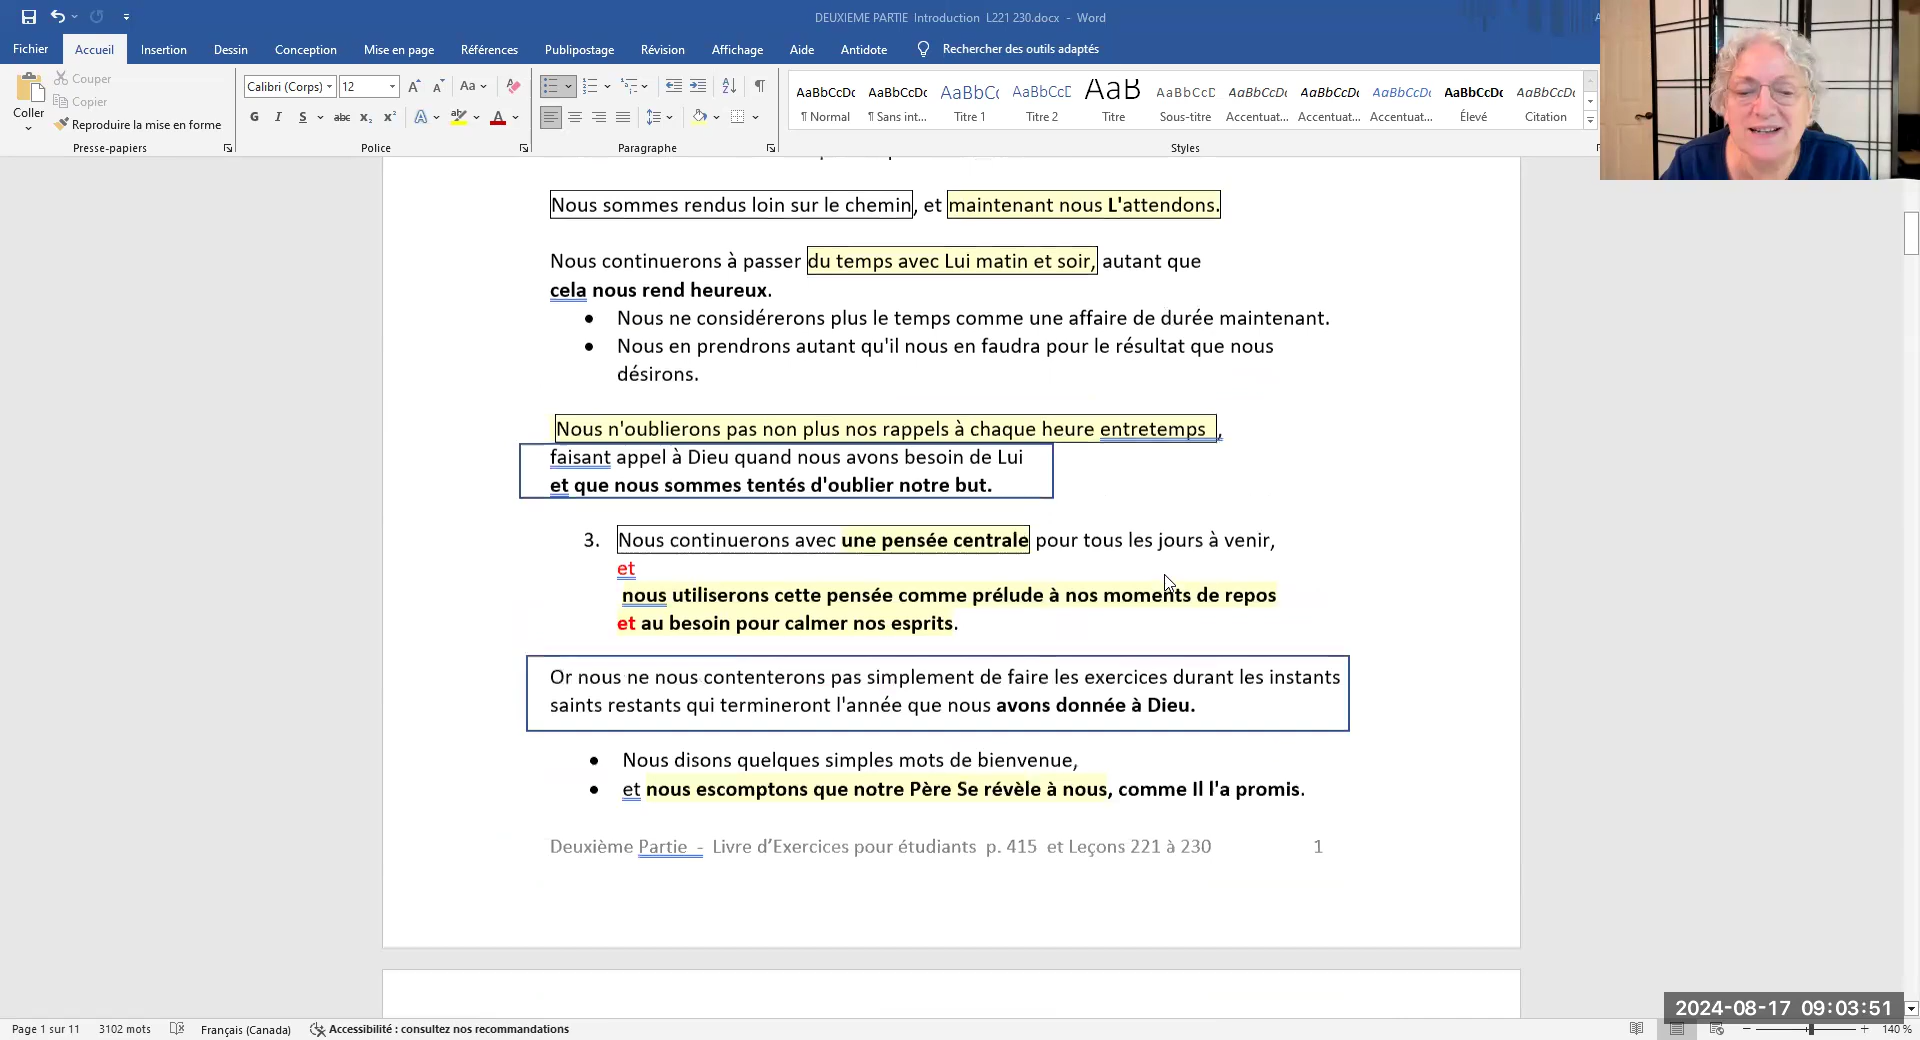 DEUXIEME PARTIE Introduction L221 230.docx - Word
Fichier Accueil Insertion Dessin Conception Mise en page Références Publipostage Révision Affichage Aide Antidote Rechercher des outils adaptés
Coller
Couper
Copier
Reproduire la mise en forme
Presse-papiers
Calibri (Corps) 12
Aa
G I S abc x₂ x² A A
Police
Paragraphe
AaBbCcDc AaBbCcDc AaBbCc AaBbCcD AaB AaBbCcD AaBbCcDc AaBbCcDc AaBbCcDc AaBbCcDc AaBbCcDc
¶ Normal ¶ Sans int... Titre 1 Titre 2 Titre Sous-titre Accentuat... Accentuat... Accentuat... Élevé Citation
Styles
Nous sommes rendus loin sur le chemin, et maintenant nous L'attendons.
Nous continuerons à passer du temps avec Lui matin et soir, autant que
cela nous rend heureux.
• Nous ne considérerons plus le temps comme une affaire de durée maintenant.
• Nous en prendrons autant qu'il nous en faudra pour le résultat que nous
désirons.
Nous n'oublierons pas non plus nos rappels à chaque heure entretemps ,
faisant appel à Dieu quand nous avons besoin de Lui
et que nous sommes tentés d'oublier notre but.
3. Nous continuerons avec une pensée centrale pour tous les jours à venir,
et
nous utiliserons cette pensée comme prélude à nos moments de repos
et au besoin pour calmer nos esprits.
Or nous ne nous contenterons pas simplement de faire les exercices durant les instants
saints restants qui termineront l'année que nous avons donnée à Dieu.
• Nous disons quelques simples mots de bienvenue,
• et nous escomptons que notre Père Se révèle à nous, comme Il l'a promis.
Deuxième Partie - Livre d’Exercices pour étudiants p. 415 et Leçons 221 à 230 1
2024-08-17 09:03:51
Page 1 sur 11 3102 mots Français (Canada) Accessibilité : consultez nos recommandations 140 %